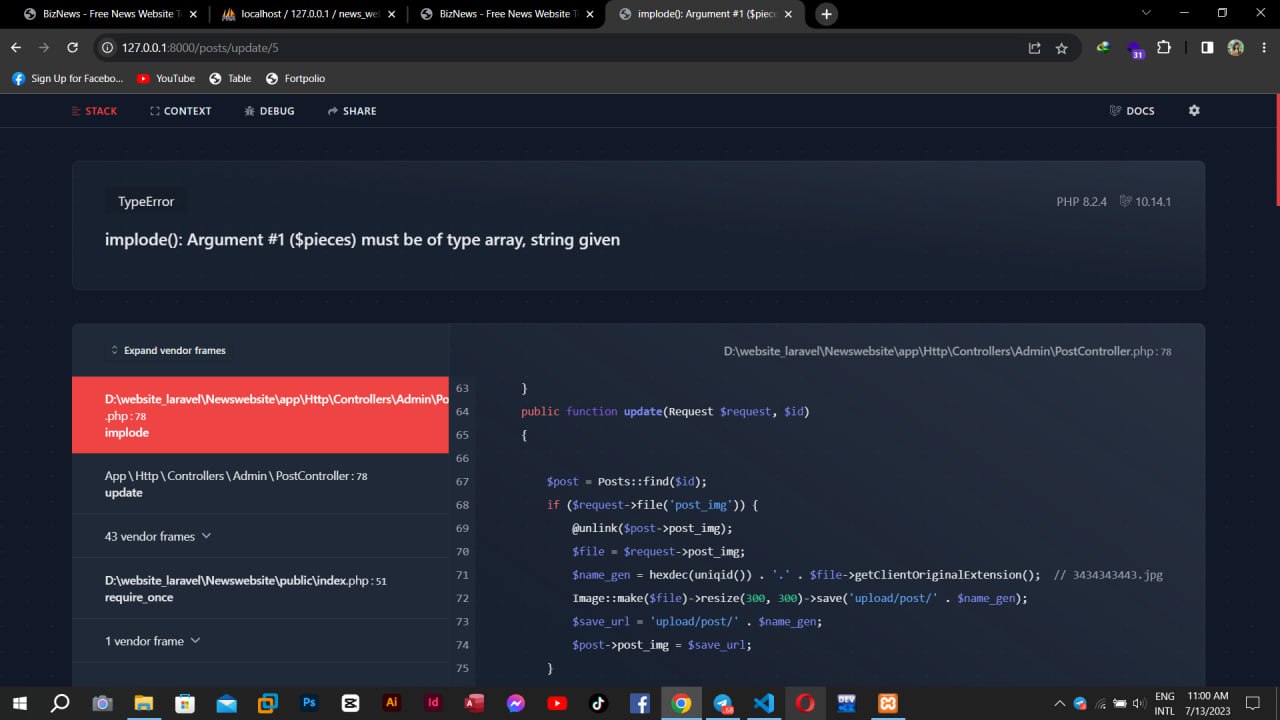 BizNews - Free News Website T
localhost / 127.0.0.1 / news_we
BizNews - Free News Website T
implode(): Argument #1 ($piece
127.0.0.1:8000/posts/update/5
31
Sign Up for Facebo...
YouTube
Table
Fortpolio
STACK
CONTEXT
DEBUG
SHARE
DOCS
TypeError
PHP 8.2.4
10.14.1
implode(): Argument #1 ($pieces) must be of type array, string given
Expand vendor frames
D:\website_laravel\Newswebsite\app\Http\Controllers\Admin\Po
.php : 78
implode
App \ Http \ Controllers \ Admin \ PostController : 78
update
43 vendor frames
D:\website_laravel\Newswebsite\public\index.php : 51
require_once
1 vendor frame
D:\website_laravel\Newswebsite\app\Http\Controllers\Admin\PostController.php : 78
63 }
64 public function update(Request $request, $id)
65 {
66
67 $post = Posts::find($id);
68 if ($request->file('post_img')) {
69 @unlink($post->post_img);
70 $file = $request->post_img;
71 $name_gen = hexdec(uniqid()) . '.' . $file->getClientOriginalExtension(); // 3434343443.jpg
72 Image::make($file)->resize(300, 300)->save('upload/post/' . $name_gen);
73 $save_url = 'upload/post/' . $name_gen;
74 $post->post_img = $save_url;
75 }
Ps
Ai
Id
DEV
ENG
INTL
11:00 AM
7/13/2023